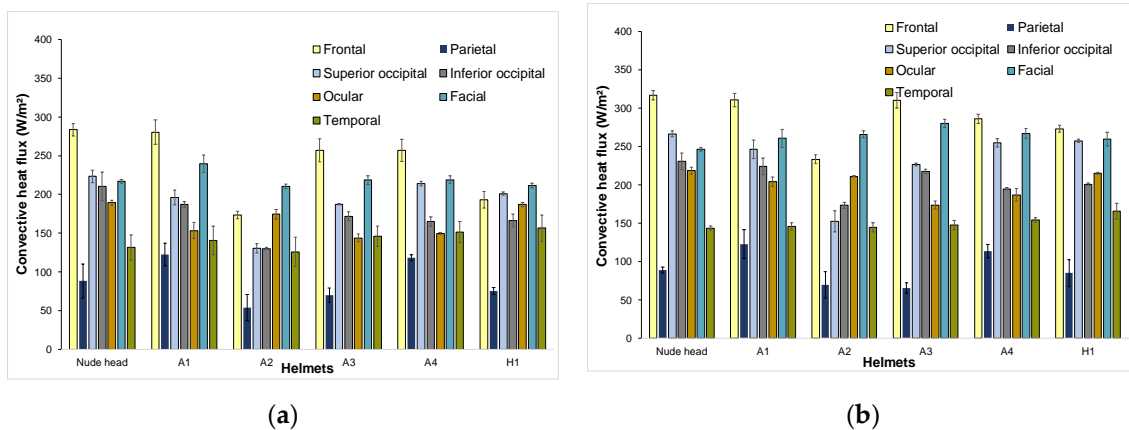 400
350
300
250
200
150
100
50
0
Convective heat flux (W/m²)
Frontal
Parietal
Superior occipital
Inferior occipital
Ocular
Facial
Temporal
Nude head
A1
A2
A3
A4
H1
Helmets
(a)
400
350
300
250
200
150
100
50
0
Convective heat flux (W/m²)
Frontal
Parietal
Superior occipital
Inferior occipital
Ocular
Facial
Temporal
Nude head
A1
A2
A3
A4
H1
Helmets
(b)